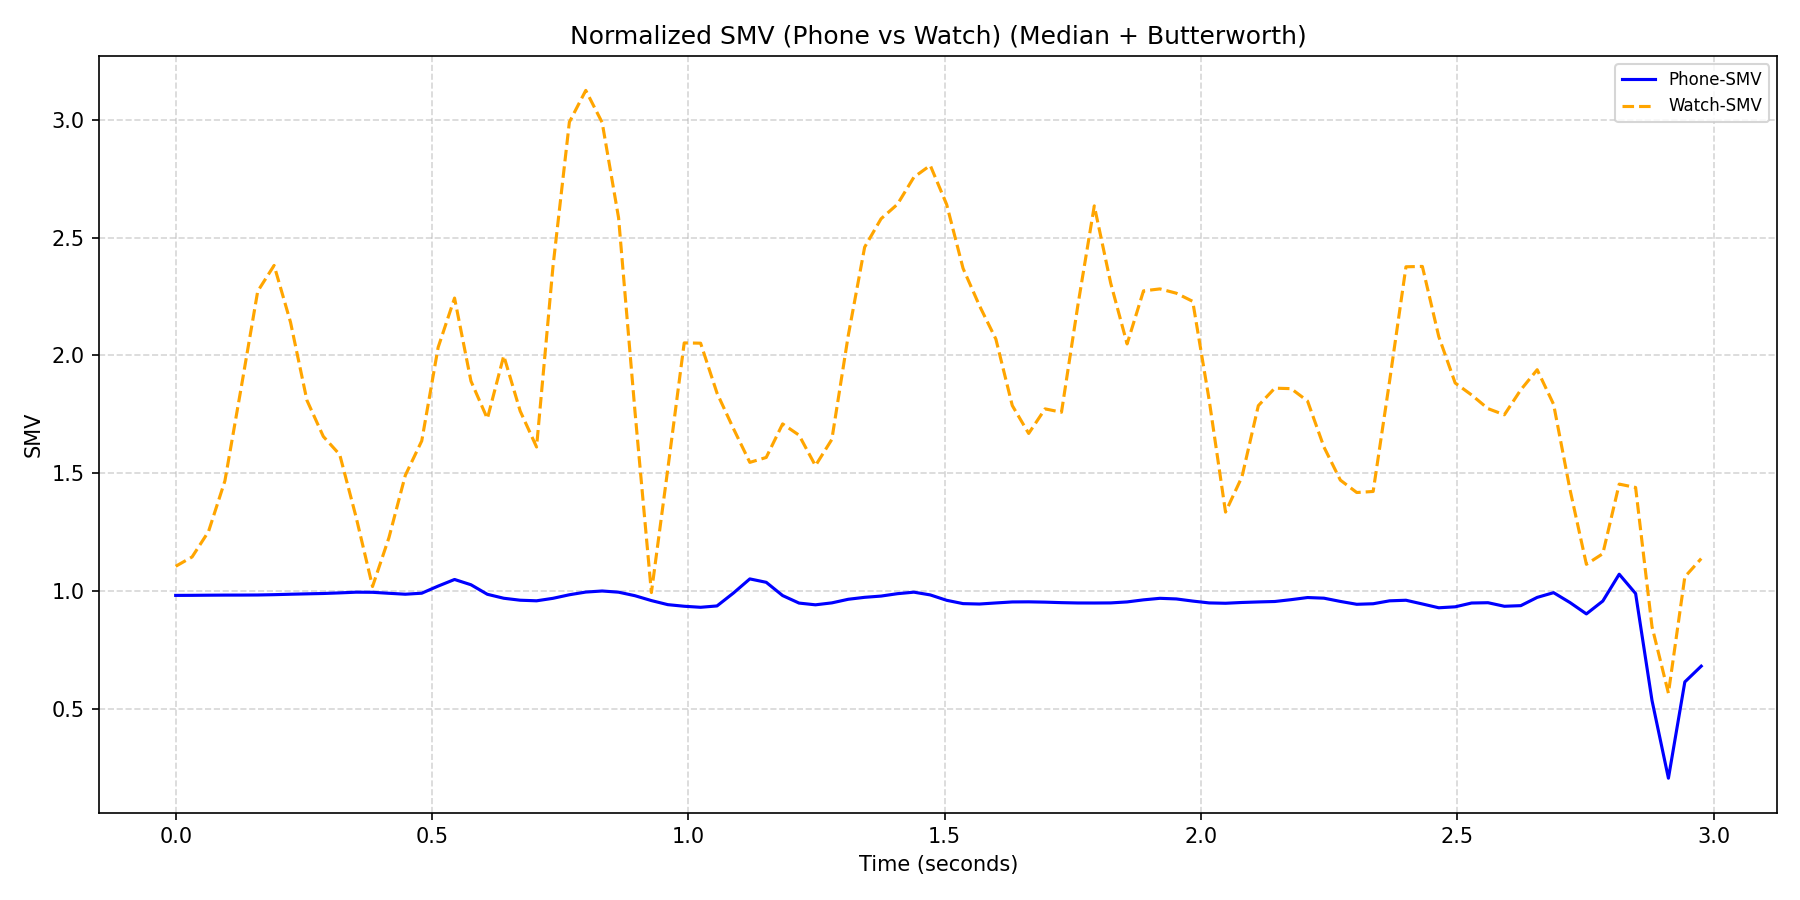 Normalized SMV (Phone vs Watch) (Median + Butterworth)
Phone-SMV
Watch-SMV
3.0
2.5
2.0
1.5
1.0
0.5
SMV
0.0 0.5 1.0 1.5 2.0 2.5 3.0
Time (seconds)